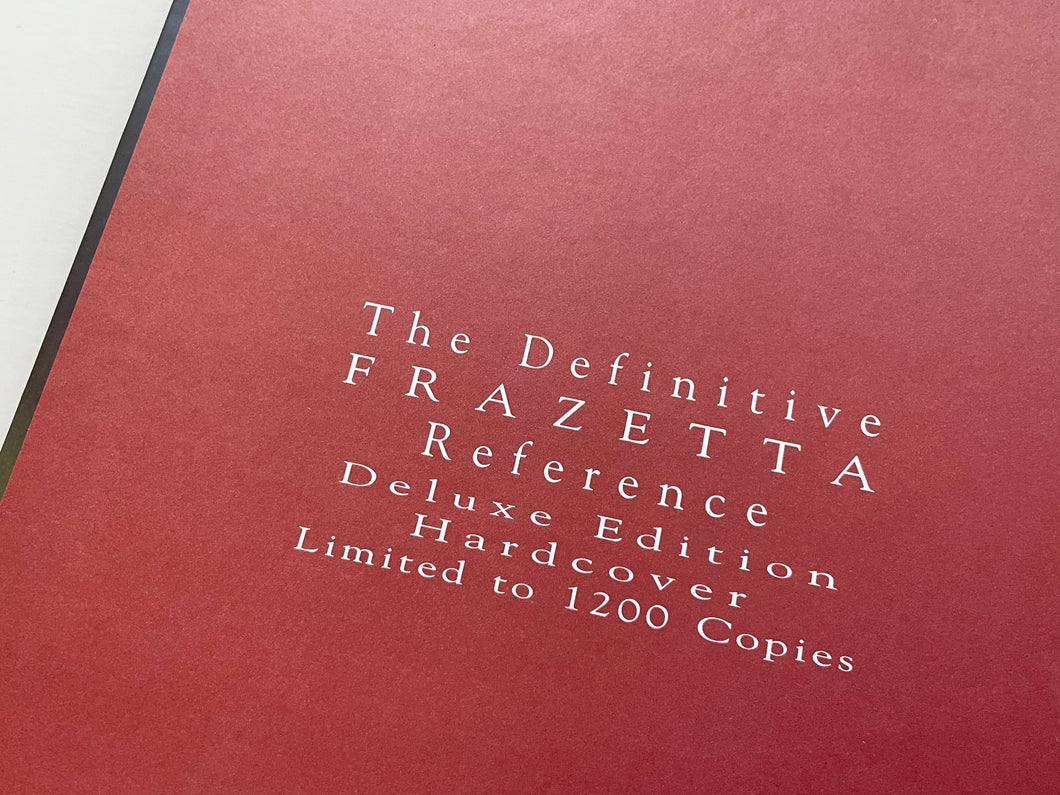 The Definitive
FRAZETTA
Reference
Deluxe Edition
Hardcover
Limited to 1200 Copies